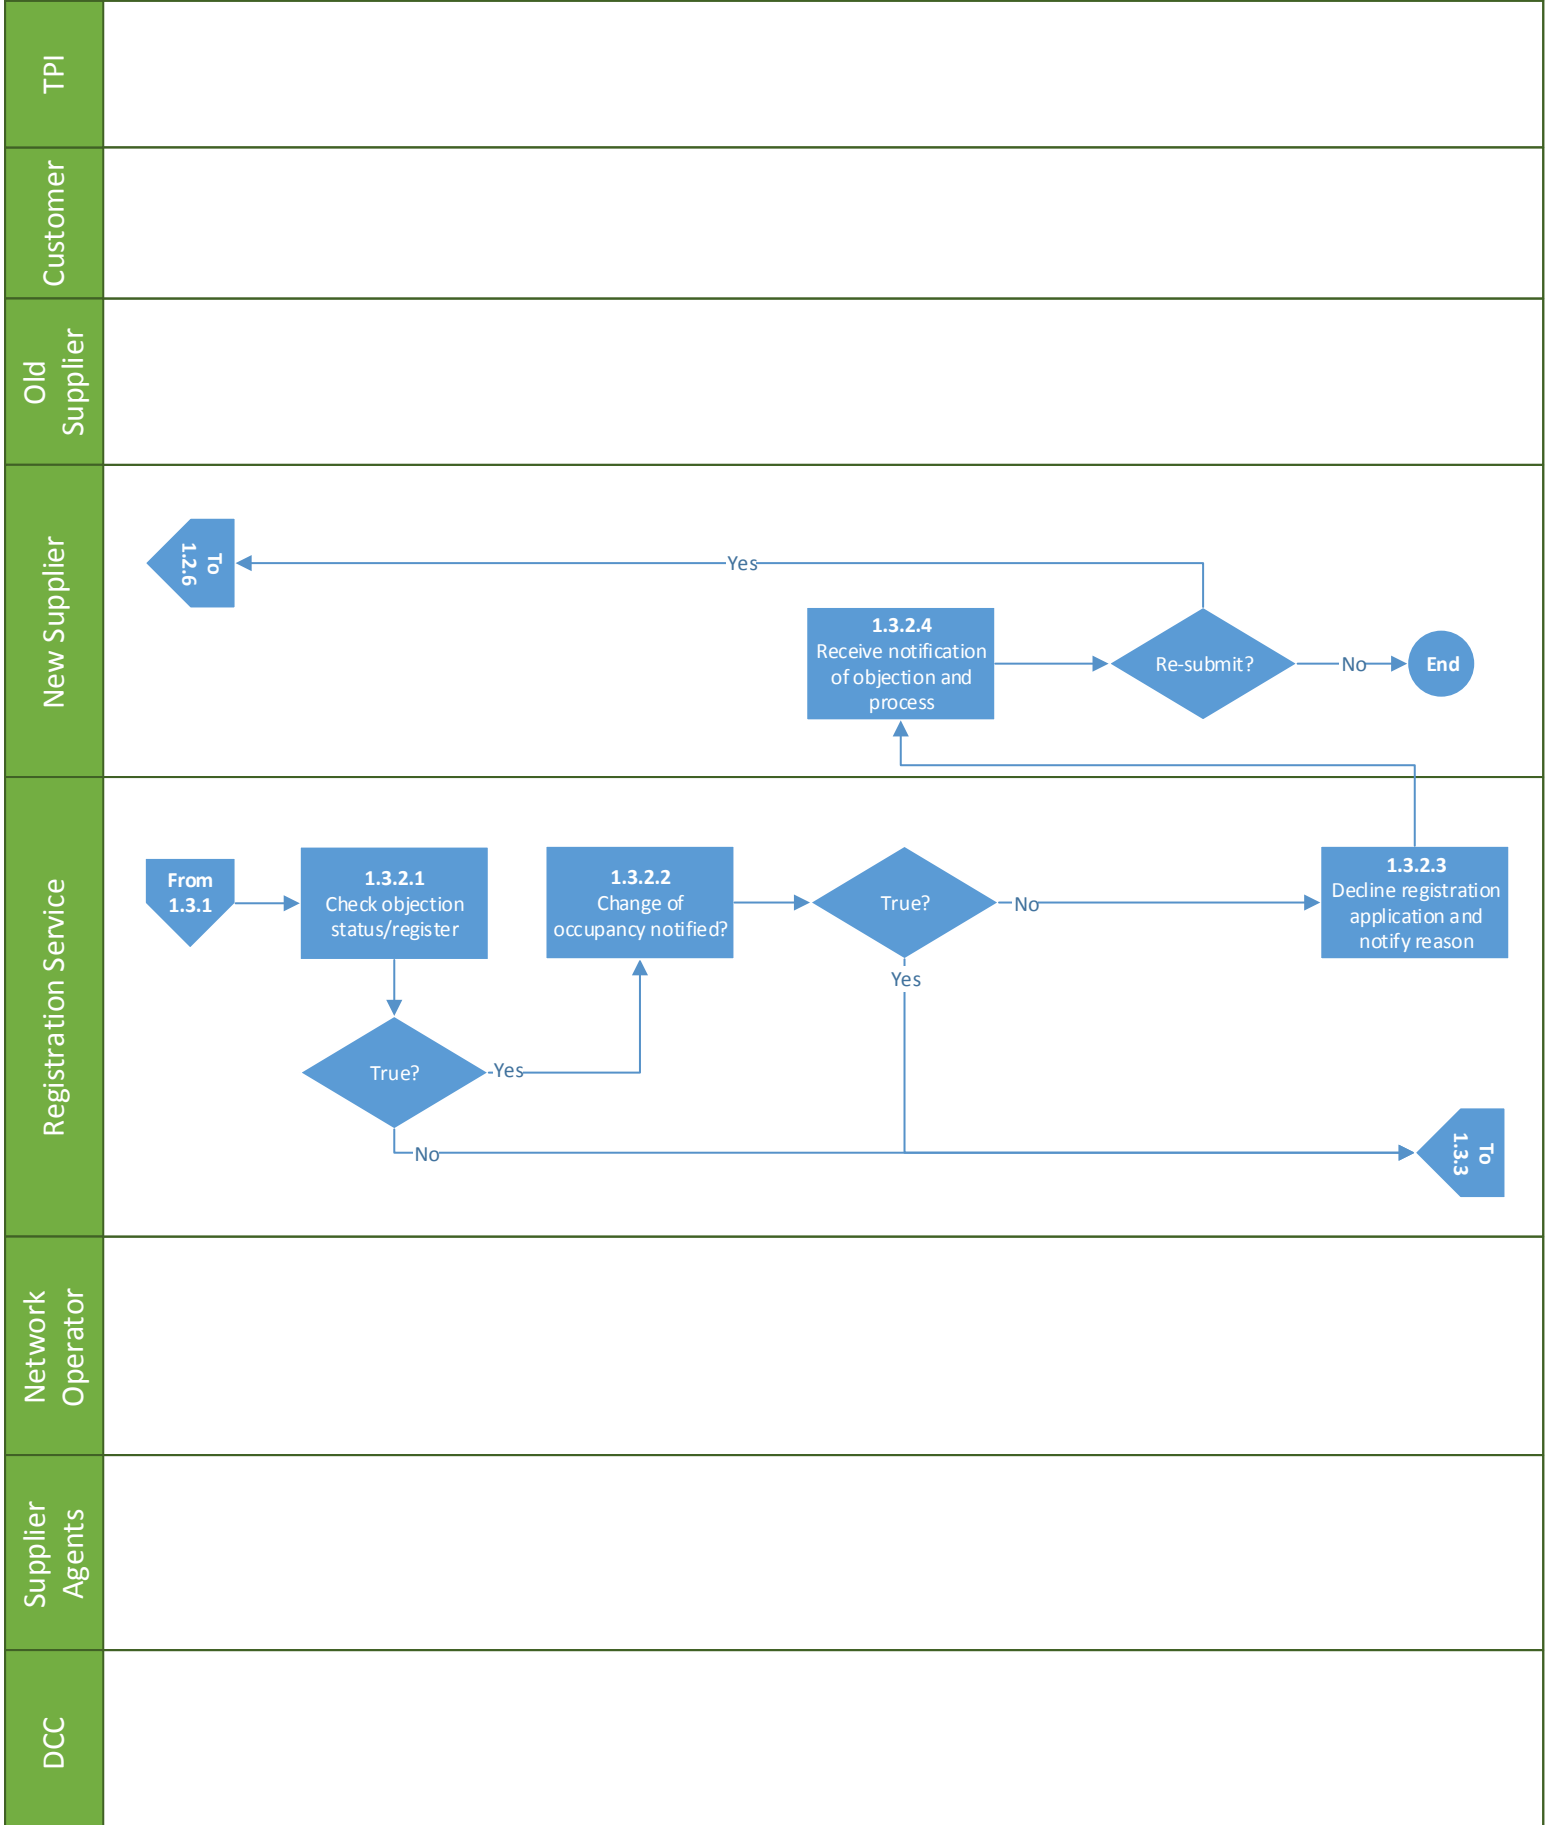 TPI
Customer
Old
Supplier
New Supplier
To
1.2.6
Yes
1.3.2.4
Receive notification
of objection and
process
Re-submit?
No
End
Registration Service
From
1.3.1
1.3.2.1
Check objection
status/register
1.3.2.2
Change of
occupancy notified?
True?
No
1.3.2.3
Decline registration
application and
notify reason
Yes
True?
Yes
No
To
1.3.3
Network
Operator
Supplier
Agents
DCC